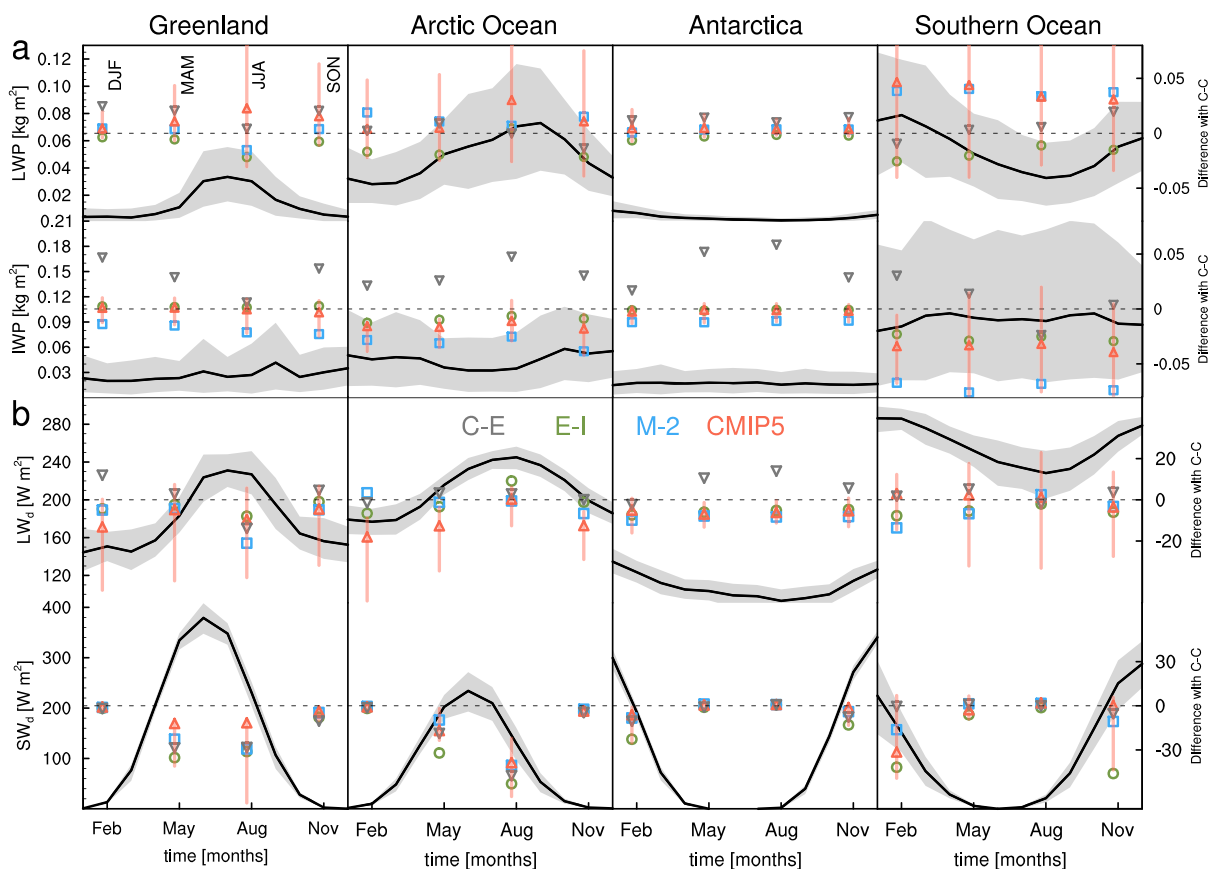 Greenland Arctic Ocean Antarctica Southern Ocean
a
DJF MAM JJA SON
LWP [kg m²]
0.12
0.10
0.08
0.06
0.04
0.02
0.05
0
-0.05
Difference with C-C
IWP [kg m²]
0.21
0.18
0.15
0.12
0.09
0.06
0.03
0.05
0
-0.05
Difference with C-C
b
C-E E-I M-2 CMIP5
LWd [W m²]
280
240
200
160
120
20
0
-20
Difference with C-C
SWd [W m²]
400
300
200
100
30
0
-30
Difference with C-C
Feb May Aug Nov Feb May Aug Nov Feb May Aug Nov Feb May Aug Nov
time [months] time [months] time [months] time [months]